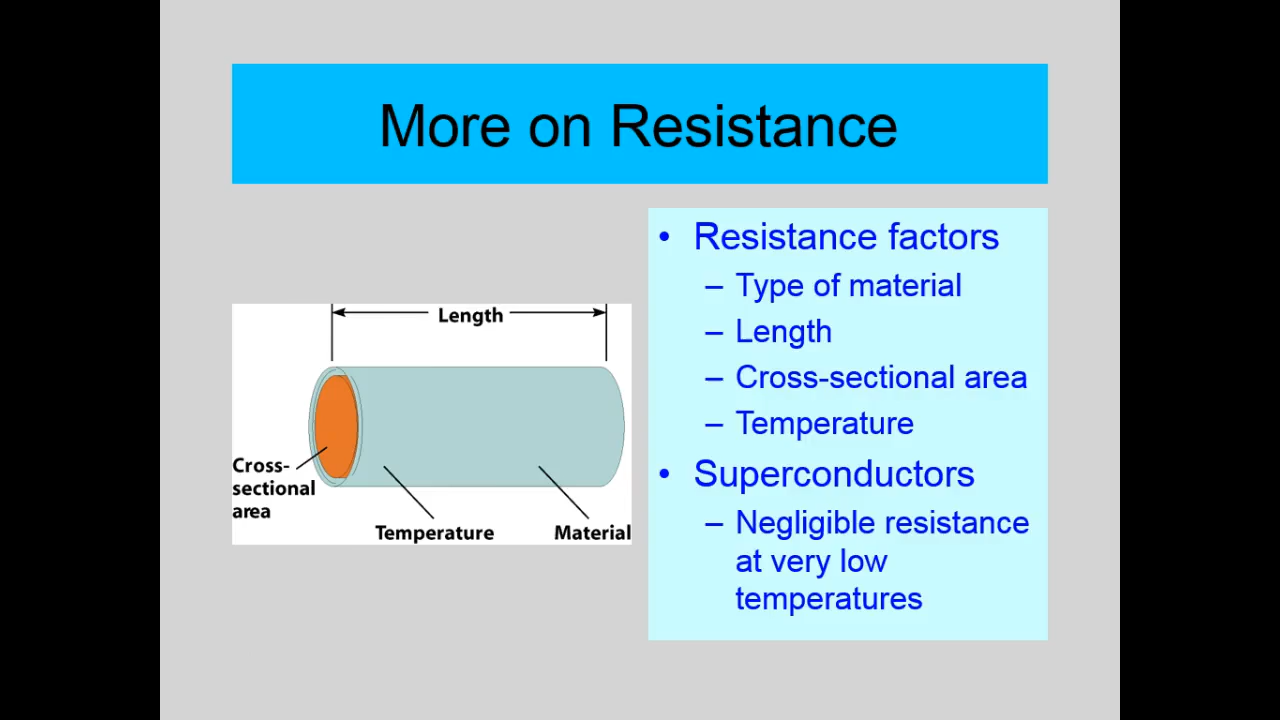 More on Resistance
Length
Cross-
sectional
area
Temperature
Material
• Resistance factors
– Type of material
– Length
– Cross-sectional area
– Temperature
• Superconductors
– Negligible resistance
at very low
temperatures